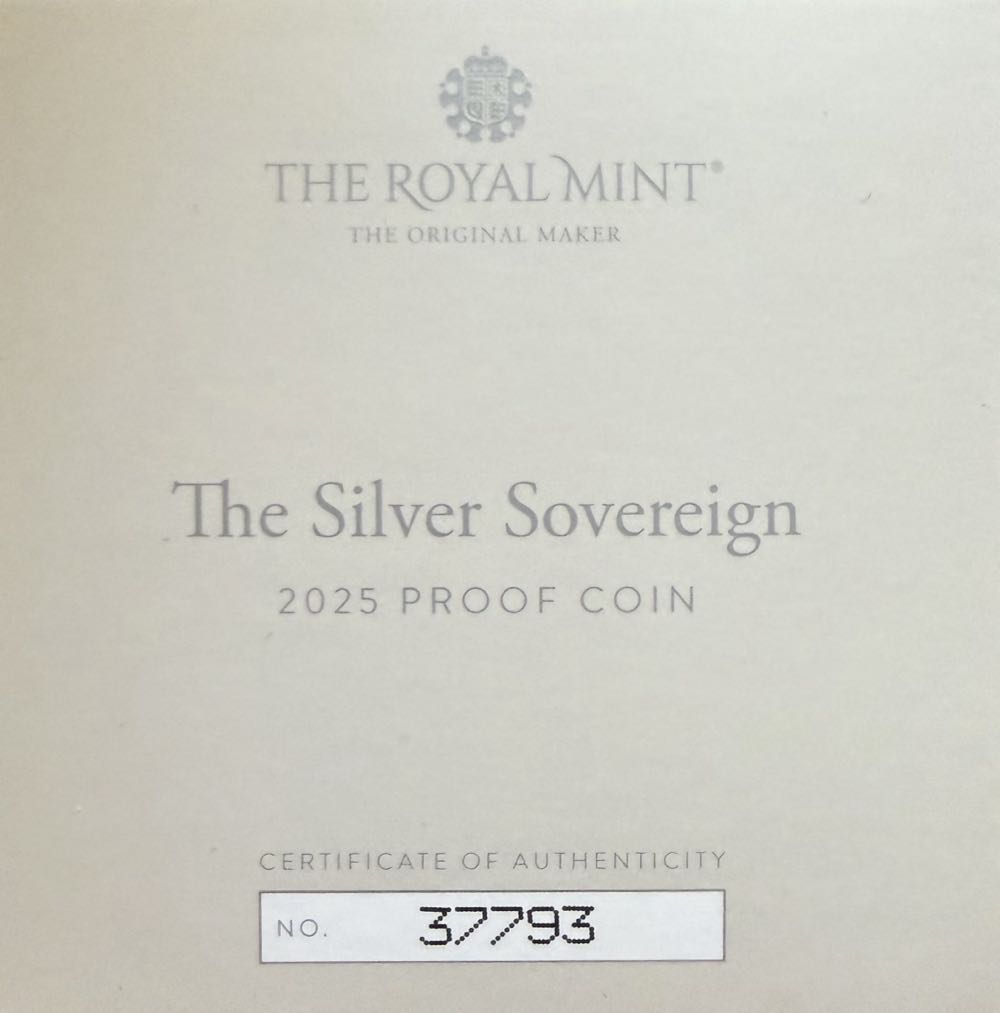 THE ROYAL MINT®
THE ORIGINAL MAKER
The Silver Sovereign
2025 PROOF COIN
CERTIFICATE OF AUTHENTICITY
NO. 37793